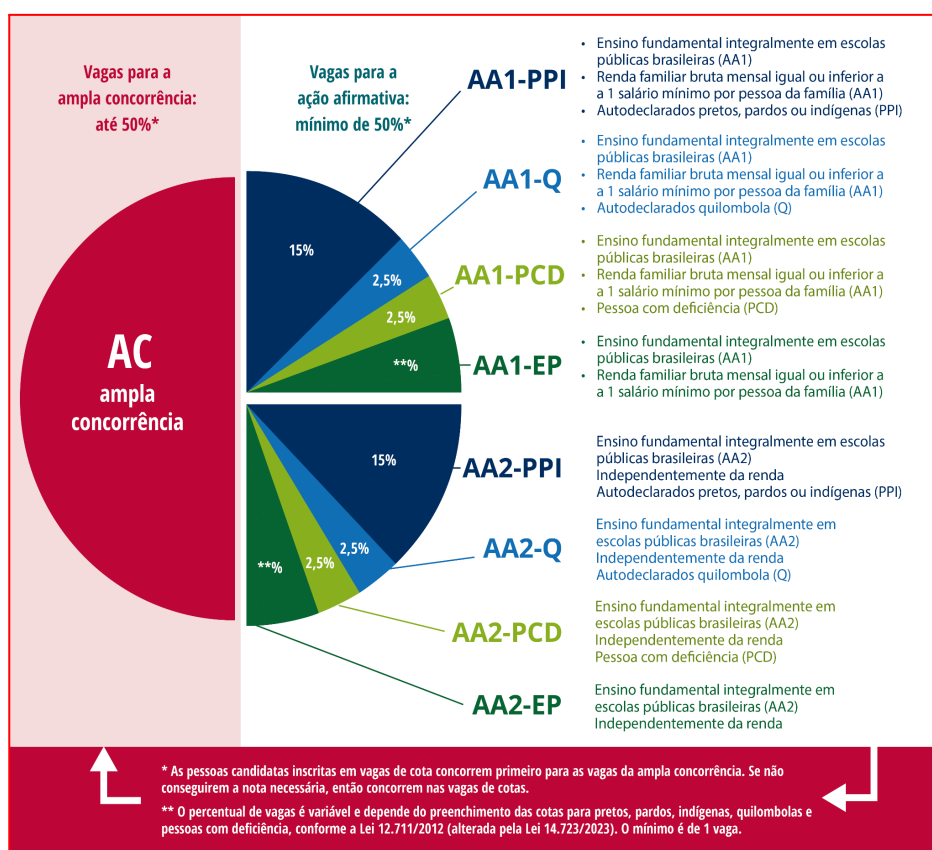 Vagas para a
ampla concorrência:
até 50%*
Vagas para a
ação afirmativa:
mínimo de 50%*
AC
ampla
concorrência
15%
2,5%
2,5%
**%
15%
2,5%
2,5%
**%
AA1-PPI
• Ensino fundamental integralmente em escolas
públicas brasileiras (AA1)
• Renda familiar bruta mensal igual ou inferior a
a 1 salário mínimo por pessoa da família (AA1)
• Autodeclarados pretos, pardos ou indígenas (PPI)
AA1-Q
• Ensino fundamental integralmente em escolas
públicas brasileiras (AA1)
• Renda familiar bruta mensal igual ou inferior a
a 1 salário mínimo por pessoa da família (AA1)
• Autodeclarados quilombola (Q)
AA1-PCD
• Ensino fundamental integralmente em escolas
públicas brasileiras (AA1)
• Renda familiar bruta mensal igual ou inferior a
a 1 salário mínimo por pessoa da família (AA1)
• Pessoa com deficiência (PCD)
AA1-EP
• Ensino fundamental integralmente em escolas
públicas brasileiras (AA1)
• Renda familiar bruta mensal igual ou inferior a
a 1 salário mínimo por pessoa da família (AA1)
AA2-PPI
Ensino fundamental integralmente em escolas
públicas brasileiras (AA2)
Independentemente da renda
Autodeclarados pretos, pardos ou indígenas (PPI)
AA2-Q
Ensino fundamental integralmente em
escolas públicas brasileiras (AA2)
Independentemente da renda
Autodeclarados quilombola (Q)
AA2-PCD
Ensino fundamental integralmente em
escolas públicas brasileiras (AA2)
Independentemente da renda
Pessoa com deficiência (PCD)
AA2-EP
Ensino fundamental integralmente em
escolas públicas brasileiras (AA2)
Independentemente da renda
* As pessoas candidatas inscritas em vagas de cota concorrem primeiro para as vagas da ampla concorrência. Se não
conseguirem a nota necessária, então concorrem nas vagas de cotas.
** O percentual de vagas é variável e depende do preenchimento das cotas para pretos, pardos, indígenas, quilombolas e
pessoas com deficiência, conforme a Lei 12.711/2012 (alterada pela Lei 14.723/2023). O mínimo é de 1 vaga.